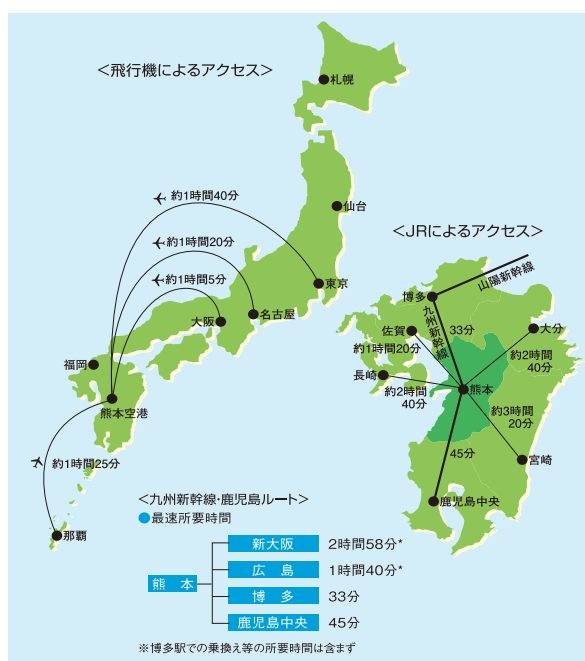 ＜飛行機によるアクセス＞
札幌
約1時間40分
仙台
約1時間20分
約1時間5分
東京
名古屋
大阪
福岡
熊本空港
約1時間25分
那覇
＜JRによるアクセス＞
山陽新幹線
博多
九州新幹線
33分
佐賀
大分
約1時間20分
約2時間
40分
長崎
熊本
約2時間
40分
約3時間
20分
45分
宮崎
鹿児島中央
＜九州新幹線・鹿児島ルート＞
●最速所要時間
熊本
新大阪 2時間58分*
広島 1時間40分*
博多 33分
鹿児島中央 45分
※博多駅での乗換え等の所要時間は含まず